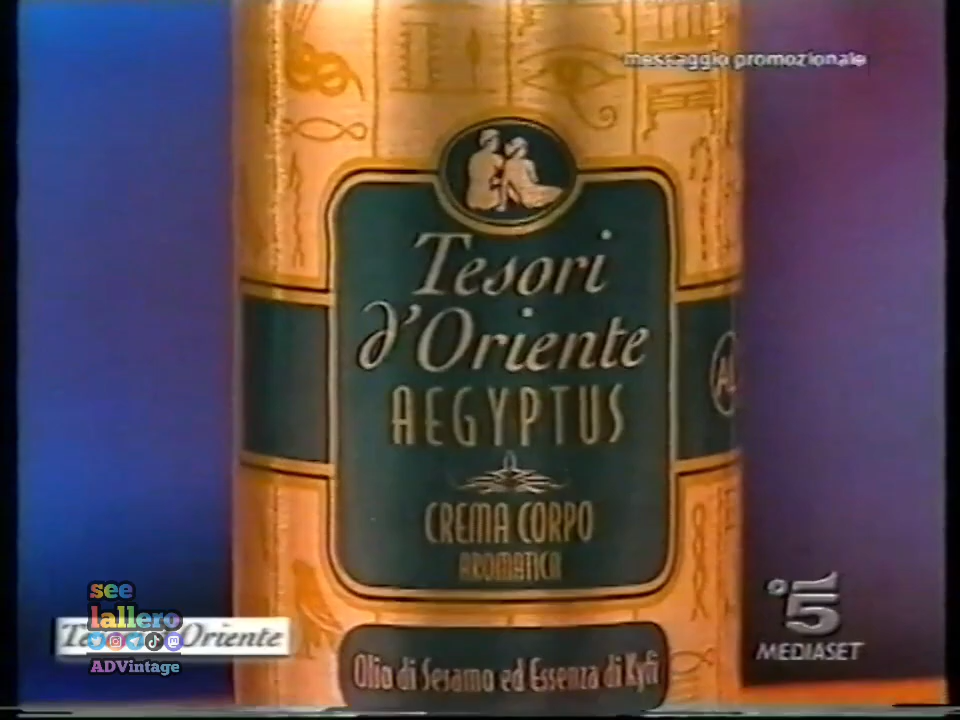 messaggio promozionale
Tesori
d'Oriente
AEGYPTUS
CREMA CORPO
AROMATICA
Olio di Sesamo ed Essenza di Kyfi
see
lallero
Oriente
ADVintage
5
MEDIASET